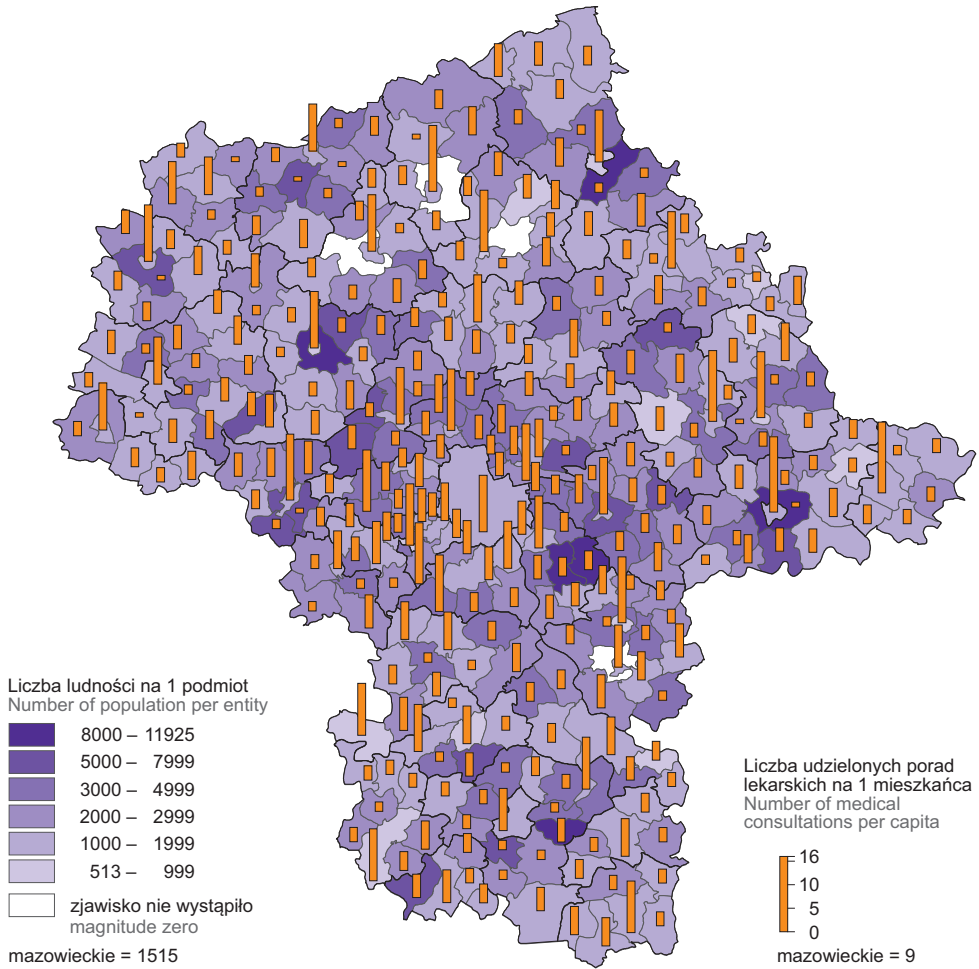 Liczba ludności na 1 podmiot
Number of population per entity
8000 – 11925
5000 – 7999
3000 – 4999
2000 – 2999
1000 – 1999
513 – 999
zjawisko nie wystąpiło
magnitude zero
mazowieckie = 1515
Liczba udzielonych porad
lekarskich na 1 mieszkańca
Number of medical
consultations per capita
16
10
5
0
mazowieckie = 9